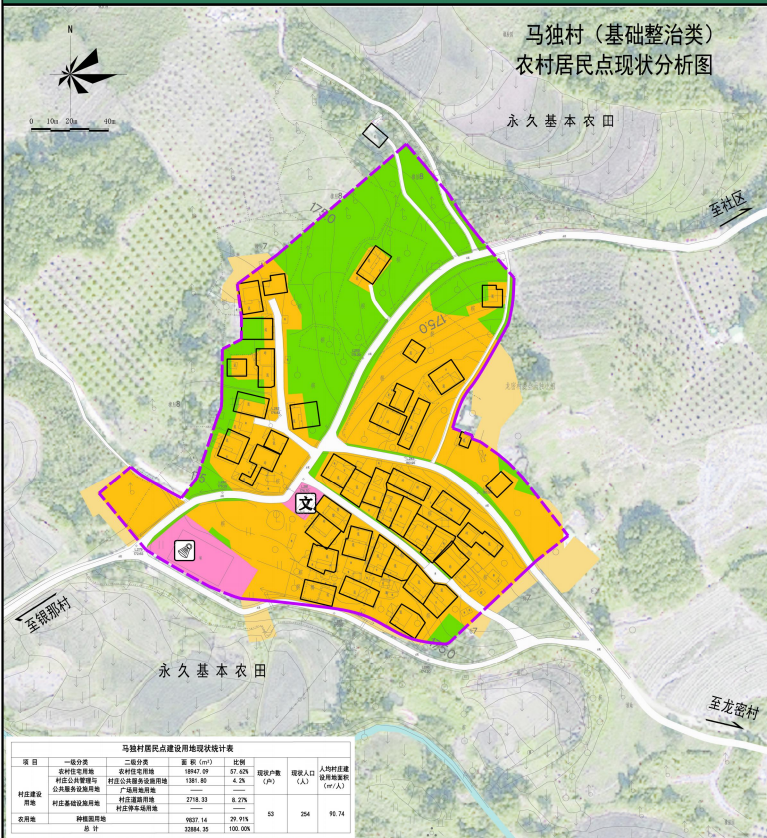 马独村（基础整治类）
农村居民点现状分析图
N
0 10m 20m 40m
永久基本农田
至社区
1750
1750
文
至银那村
永久基本农田
至龙密村
马独村居民点建设用地现状统计表
项 目 一级分类 二级分类 面 积（m²） 比例 现状户数（户） 现状人口（人） 人均村庄建设用地面积（m²/人）
村庄建设用地 农村住宅用地 农村住宅用地 18947.09 57.62% 53 254 90.74
村庄公共管理与公共服务设施用地 村庄公共服务设施用地 1381.80 4.2%
广场用地用地 —— ——
村庄基础设施用地 村庄道路用地 2718.33 8.27%
村庄停车场用地 —— ——
农用地 种植园用地 9837.14 29.91%
总 计 32884.35 100.00%